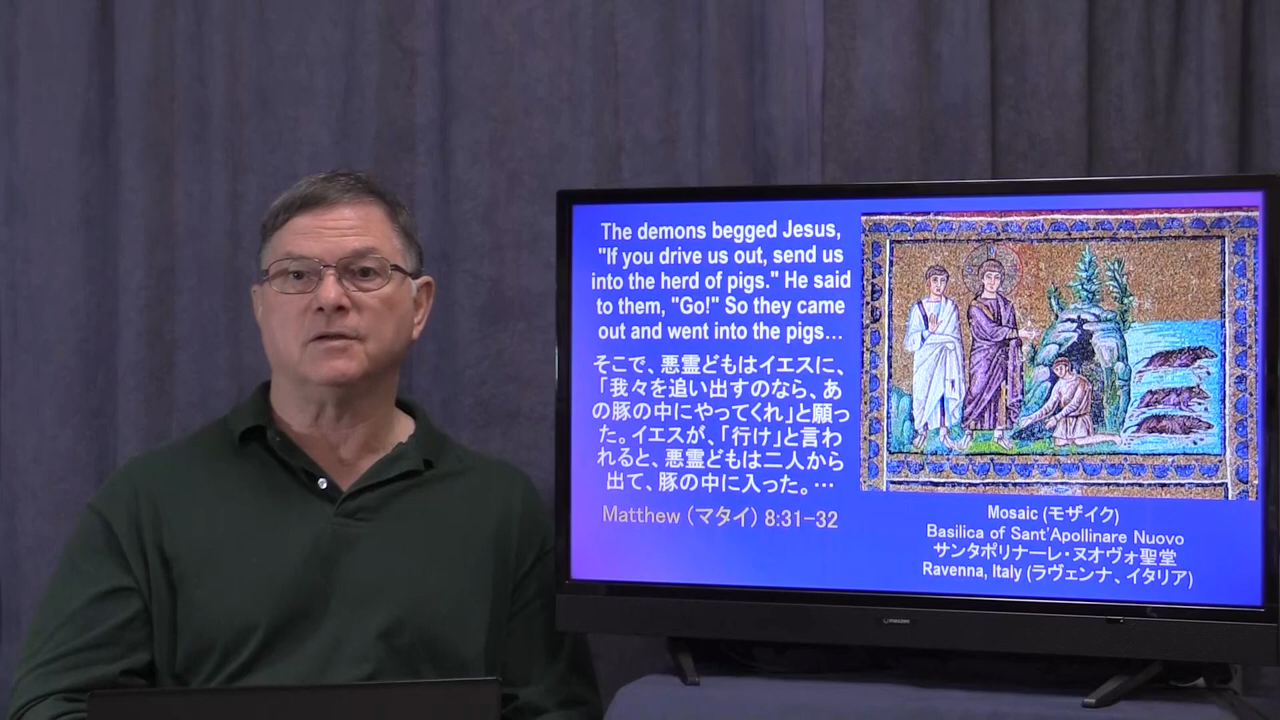 The demons begged Jesus,
"If you drive us out, send us
into the herd of pigs." He said
to them, "Go!" So they came
out and went into the pigs…
そこで、悪霊どもはイエスに、
「我々を追い出すのなら、あ
の豚の中にやってくれ」と願っ
た。イエスが、「行け」と言わ
れると、悪霊どもは二人から
出て、豚の中に入った。…
Matthew (マタイ) 8:31-32
Mosaic (モザイク)
Basilica of Sant'Apollinare Nuovo
サンタポリナーレ・ヌオヴォ聖堂
Ravenna, Italy (ラヴェンナ、イタリア)